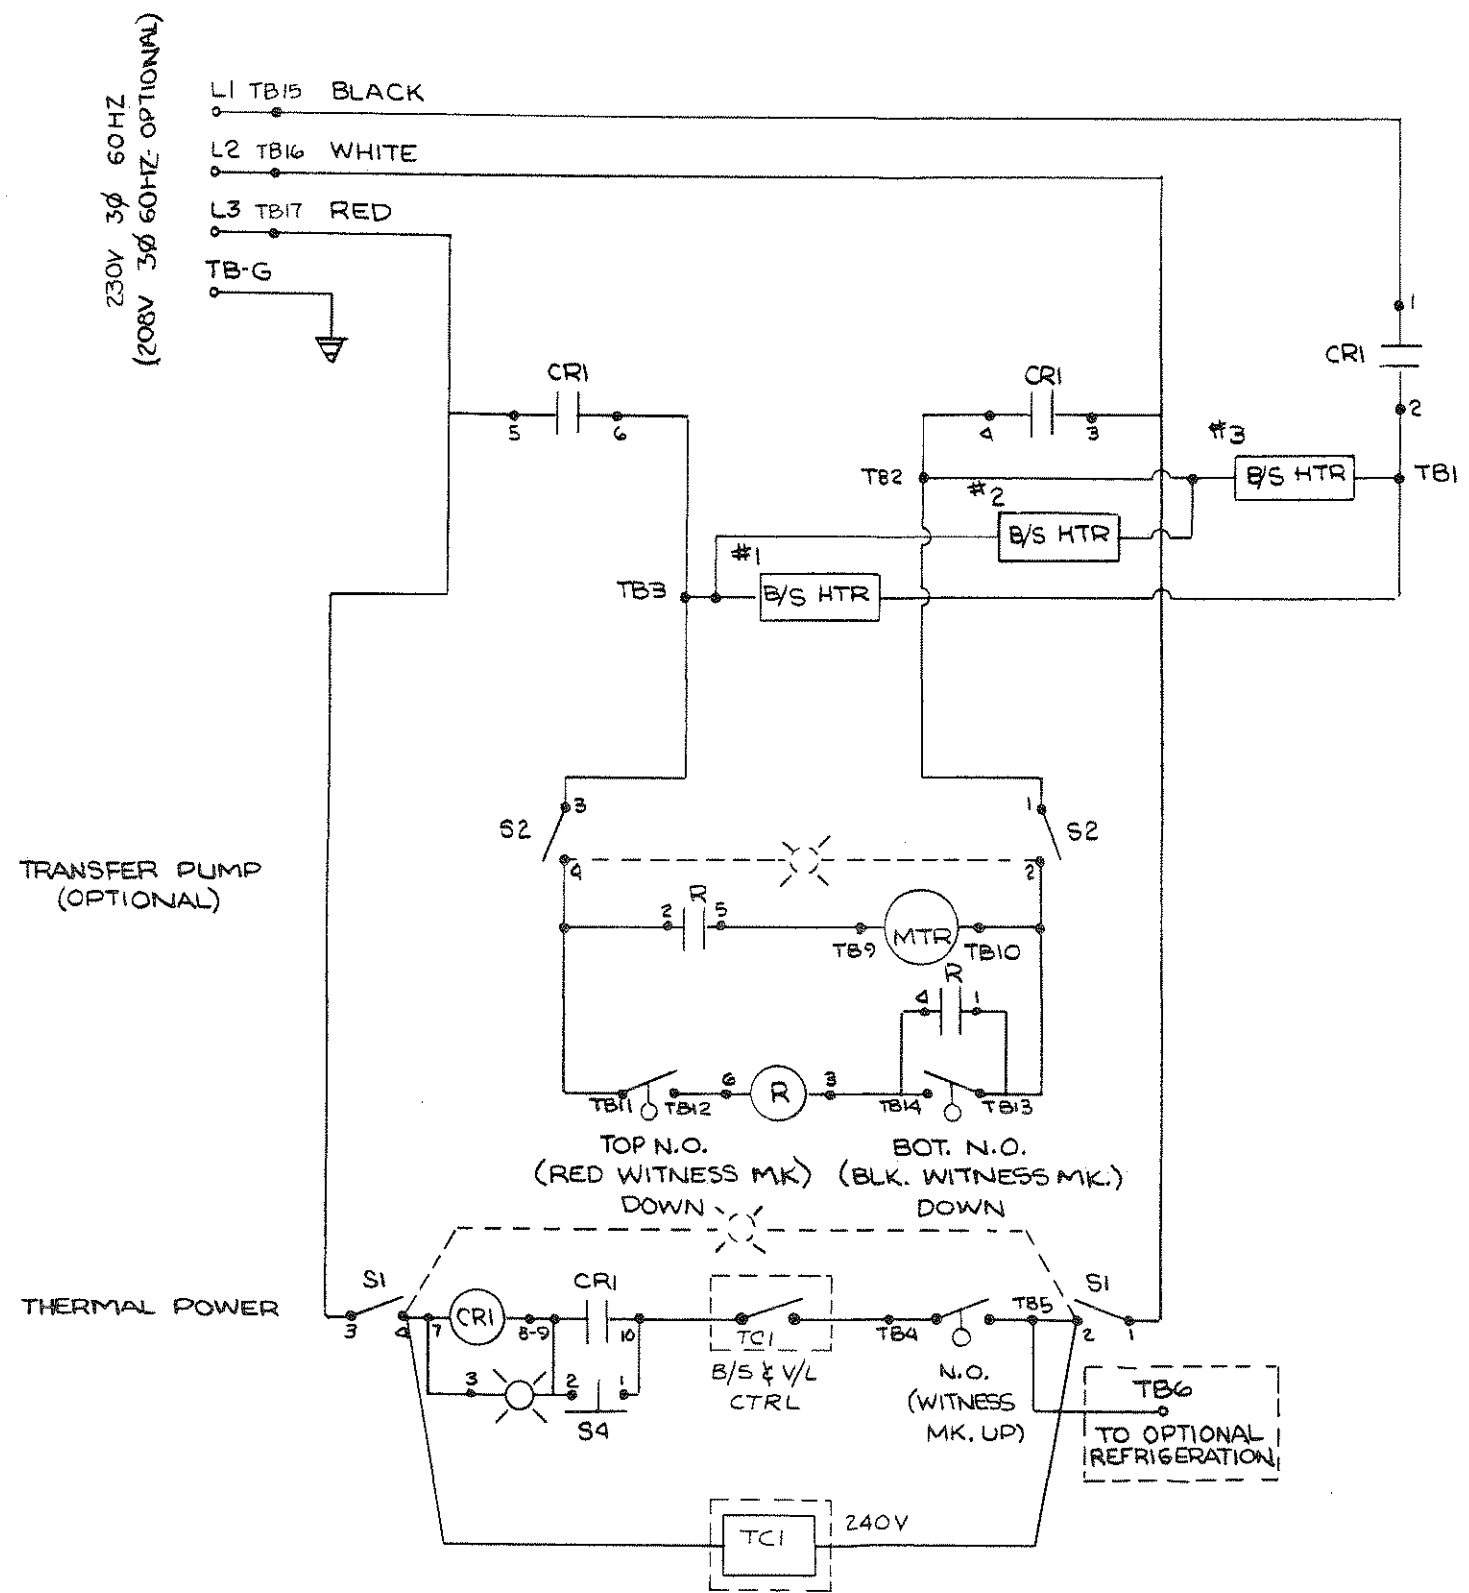 230V 3Ø 60HZ
(208V 3Ø 60HZ-OPTIONAL)
L1 TB15 BLACK
L2 TB16 WHITE
L3 TB17 RED
TB-G
1
CR1
2
CR1
5 6
CR1
4 3
#3
B/S HTR
TB1
TB2
#2
B/S HTR
#1
TB3
B/S HTR
3
S2
4
1
S2
2
TRANSFER PUMP
(OPTIONAL)
2 R 5
TB9 MTR TB10
R
4 1
TB11 TB12 6 R 3 TB14 TB13
TOP N.O.
(RED WITNESS MK)
DOWN
BOT. N.O.
(BLK. WITNESS MK.)
DOWN
THERMAL POWER
S1
3 4 7 CR1 8-9
CR1
10
TC1
B/S & V/L
CTRL
TB4
N.O.
(WITNESS
MK. UP)
TB5
S1
2 1
3
2 1
S4
TB6
TO OPTIONAL
REFRIGERATION
TC1
240V